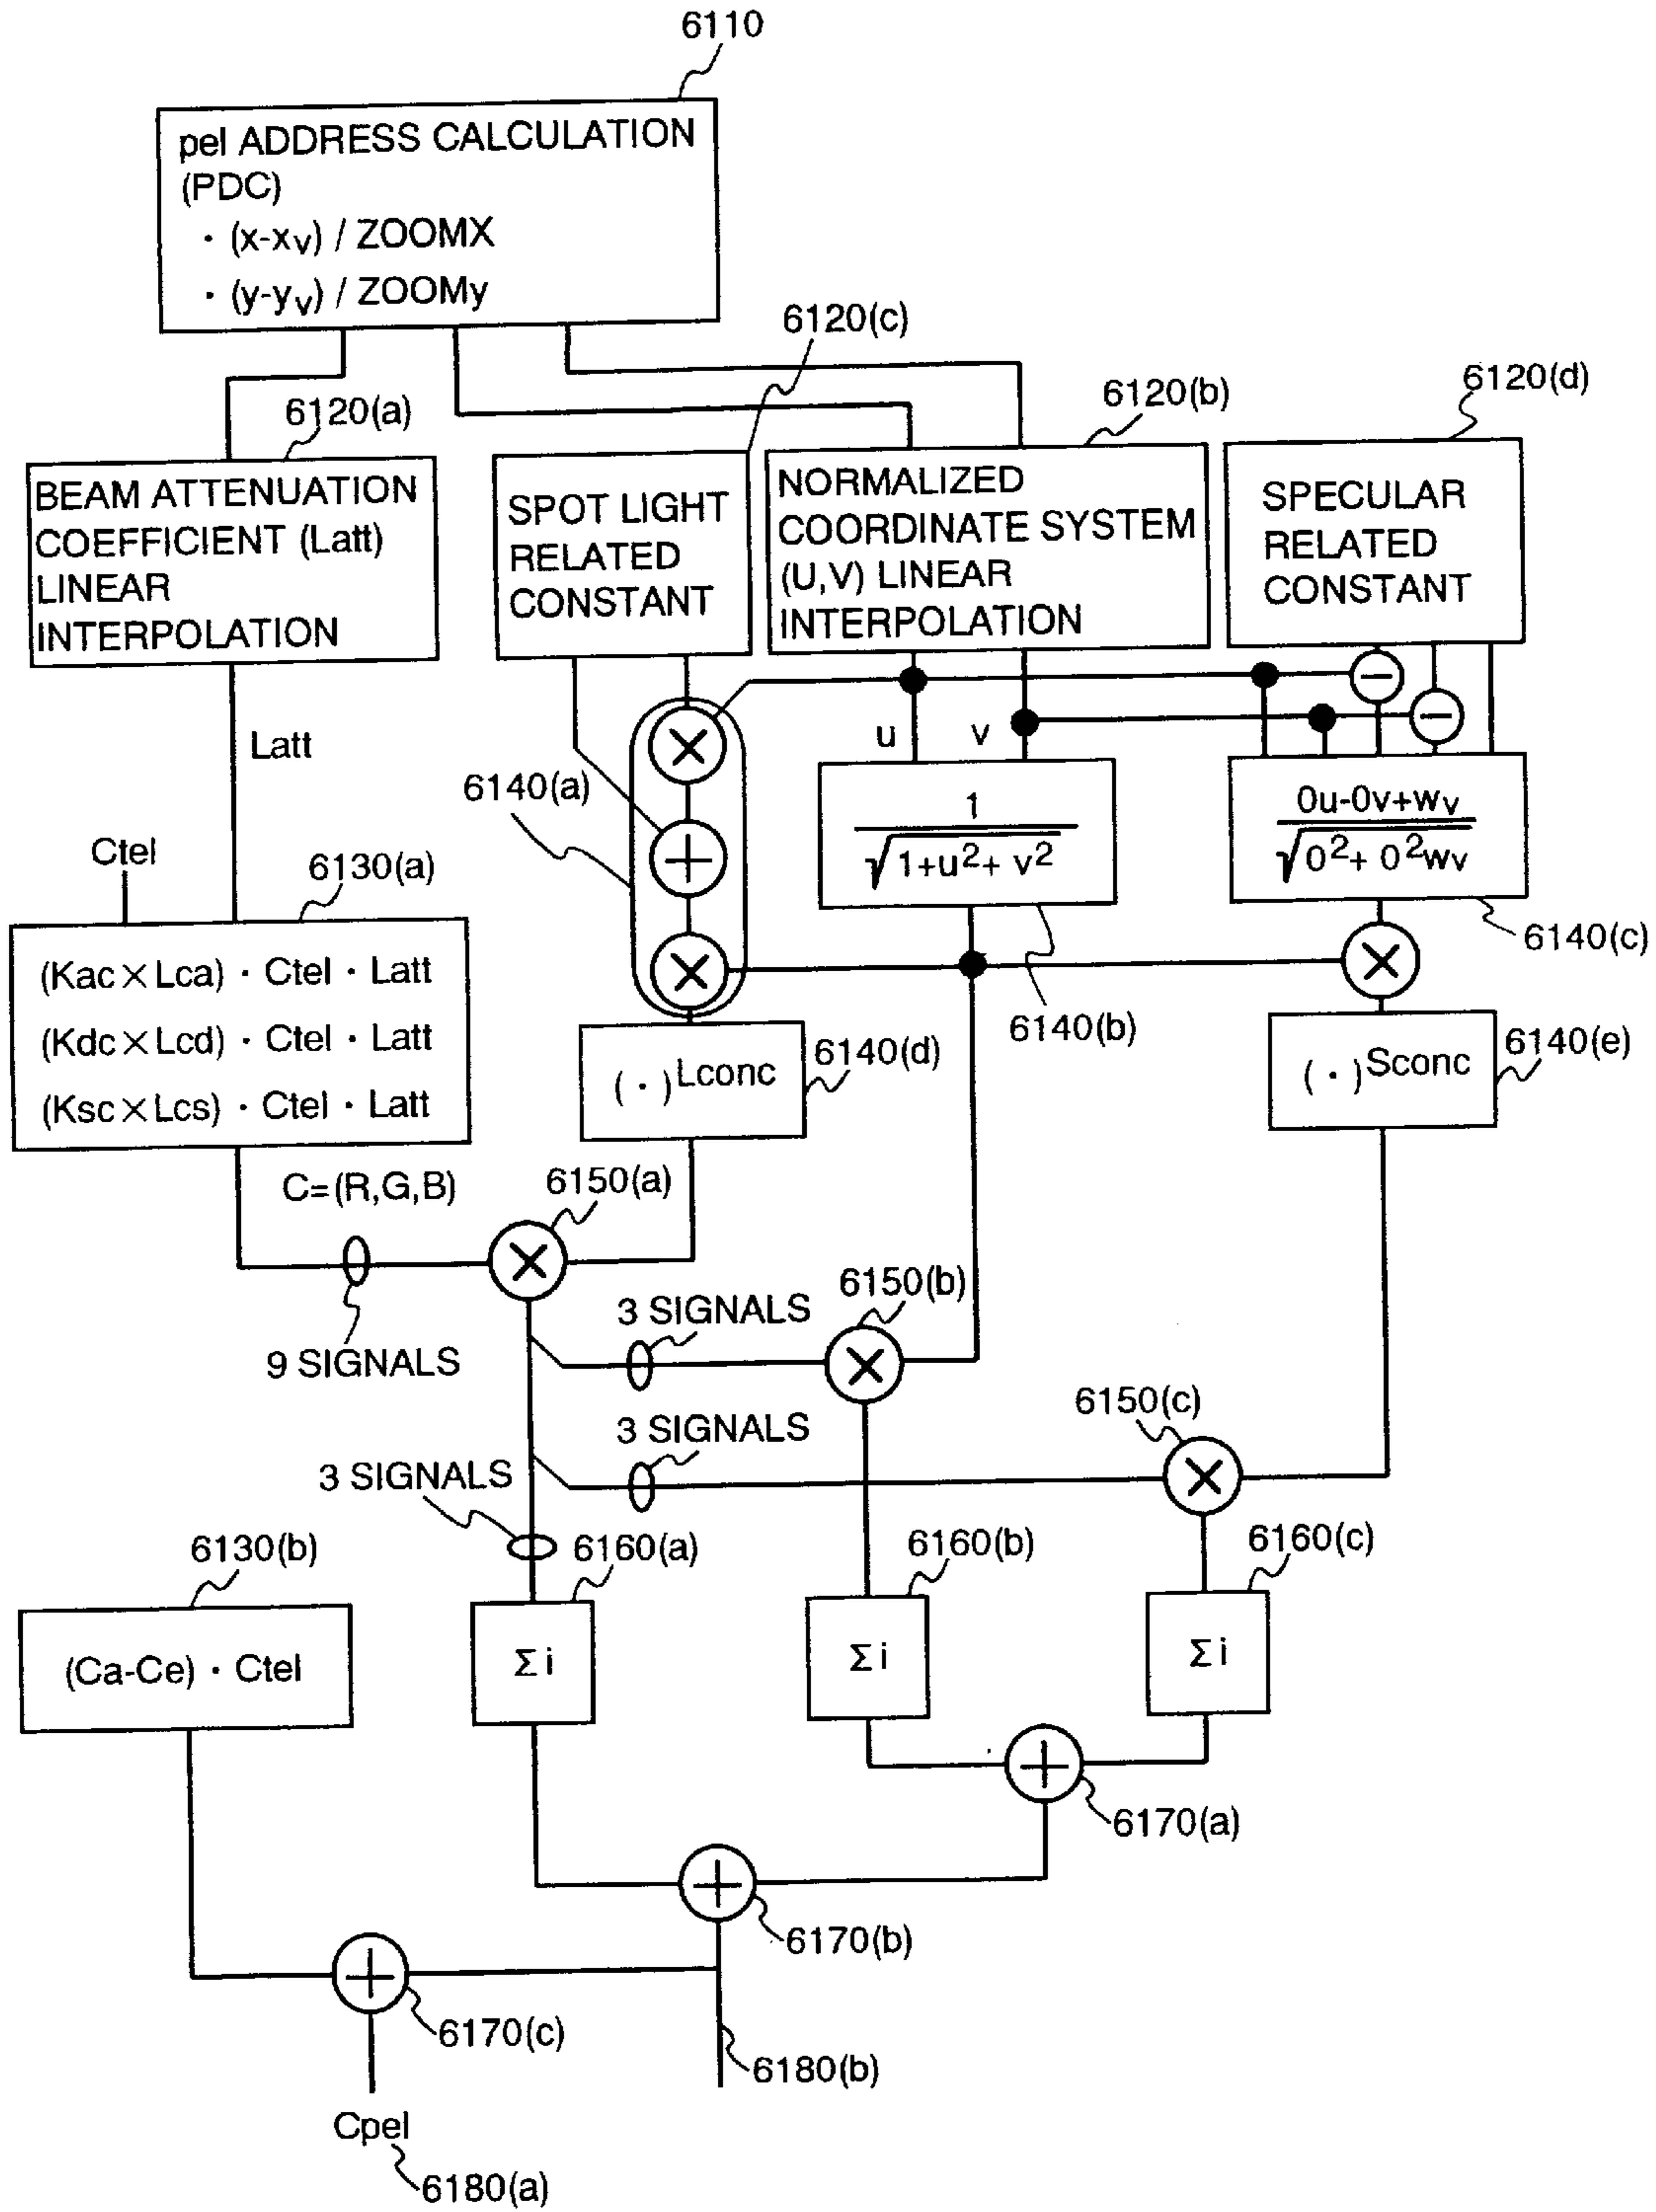 6110
pel ADDRESS CALCULATION
(PDC)
· (x-xv) / ZOOMX
· (y-yv) / ZOOMy
6120(c)
6120(a)
6120(b)
6120(d)
BEAM ATTENUATION
COEFFICIENT (Latt)
LINEAR
INTERPOLATION
SPOT LIGHT
RELATED
CONSTANT
NORMALIZED
COORDINATE SYSTEM
(U,V) LINEAR
INTERPOLATION
SPECULAR
RELATED
CONSTANT
Latt
u
v
6140(a)
1
√1+u²+ v²
0u-0v+wv
√0²+ 0²wv
Ctel
6130(a)
6140(c)
(Kac×Lca) · Ctel · Latt
(Kdc×Lcd) · Ctel · Latt
(Ksc×Lcs) · Ctel · Latt
6140(b)
6140(d)
(·)Lconc
6140(e)
(·)Sconc
C=(R,G,B)
6150(a)
9 SIGNALS
3 SIGNALS
6150(b)
3 SIGNALS
6150(c)
3 SIGNALS
6130(b)
6160(a)
6160(b)
6160(c)
(Ca-Ce) · Ctel
Σi
Σi
Σi
6170(a)
6170(b)
6170(c)
6180(b)
Cpel
6180(a)